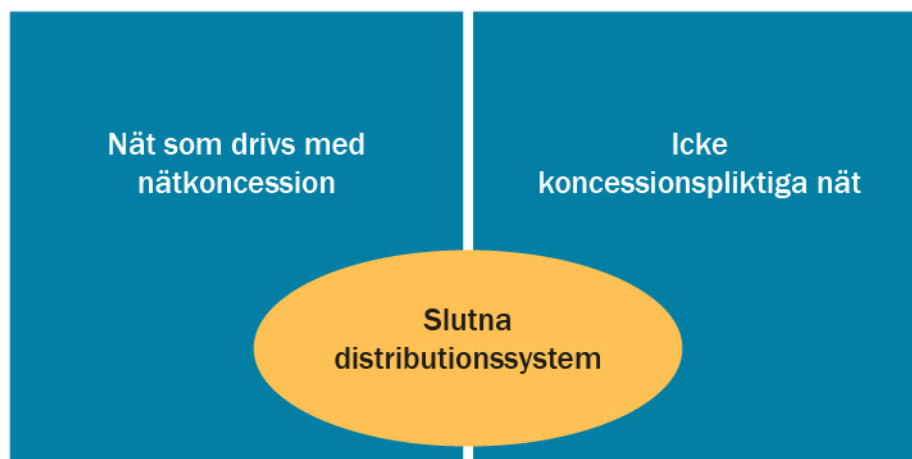 Nät som drivs med
nätkoncession
Icke
koncessionspliktiga nät
Slutna
distributionssystem